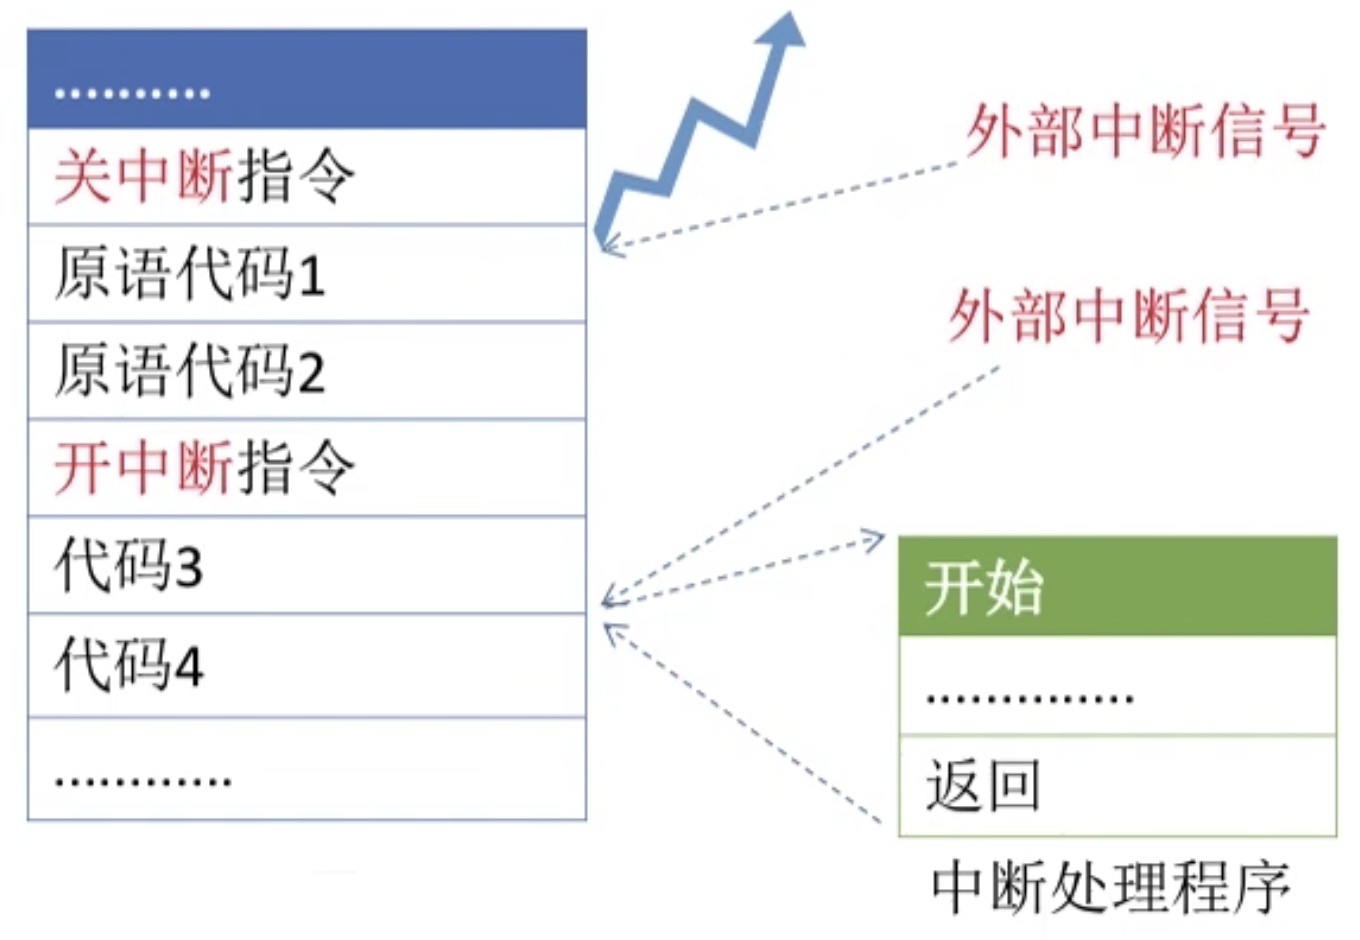 ..........
关中断指令
原语代码1
原语代码2
开中断指令
代码3
代码4
............
外部中断信号
外部中断信号
开始
..............
返回
中断处理程序